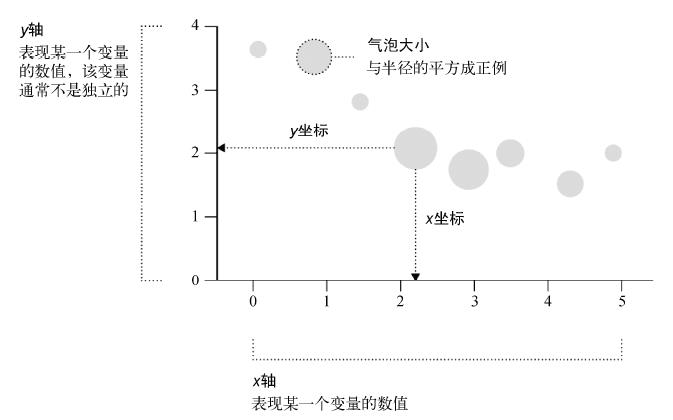 y轴
表现某一个变量
的数值，该变量
通常不是独立的
4
3
2
1
0
气泡大小
与半径的平方成正例
y坐标
x坐标
0 1 2 3 4 5
x轴
表现某一个变量的数值